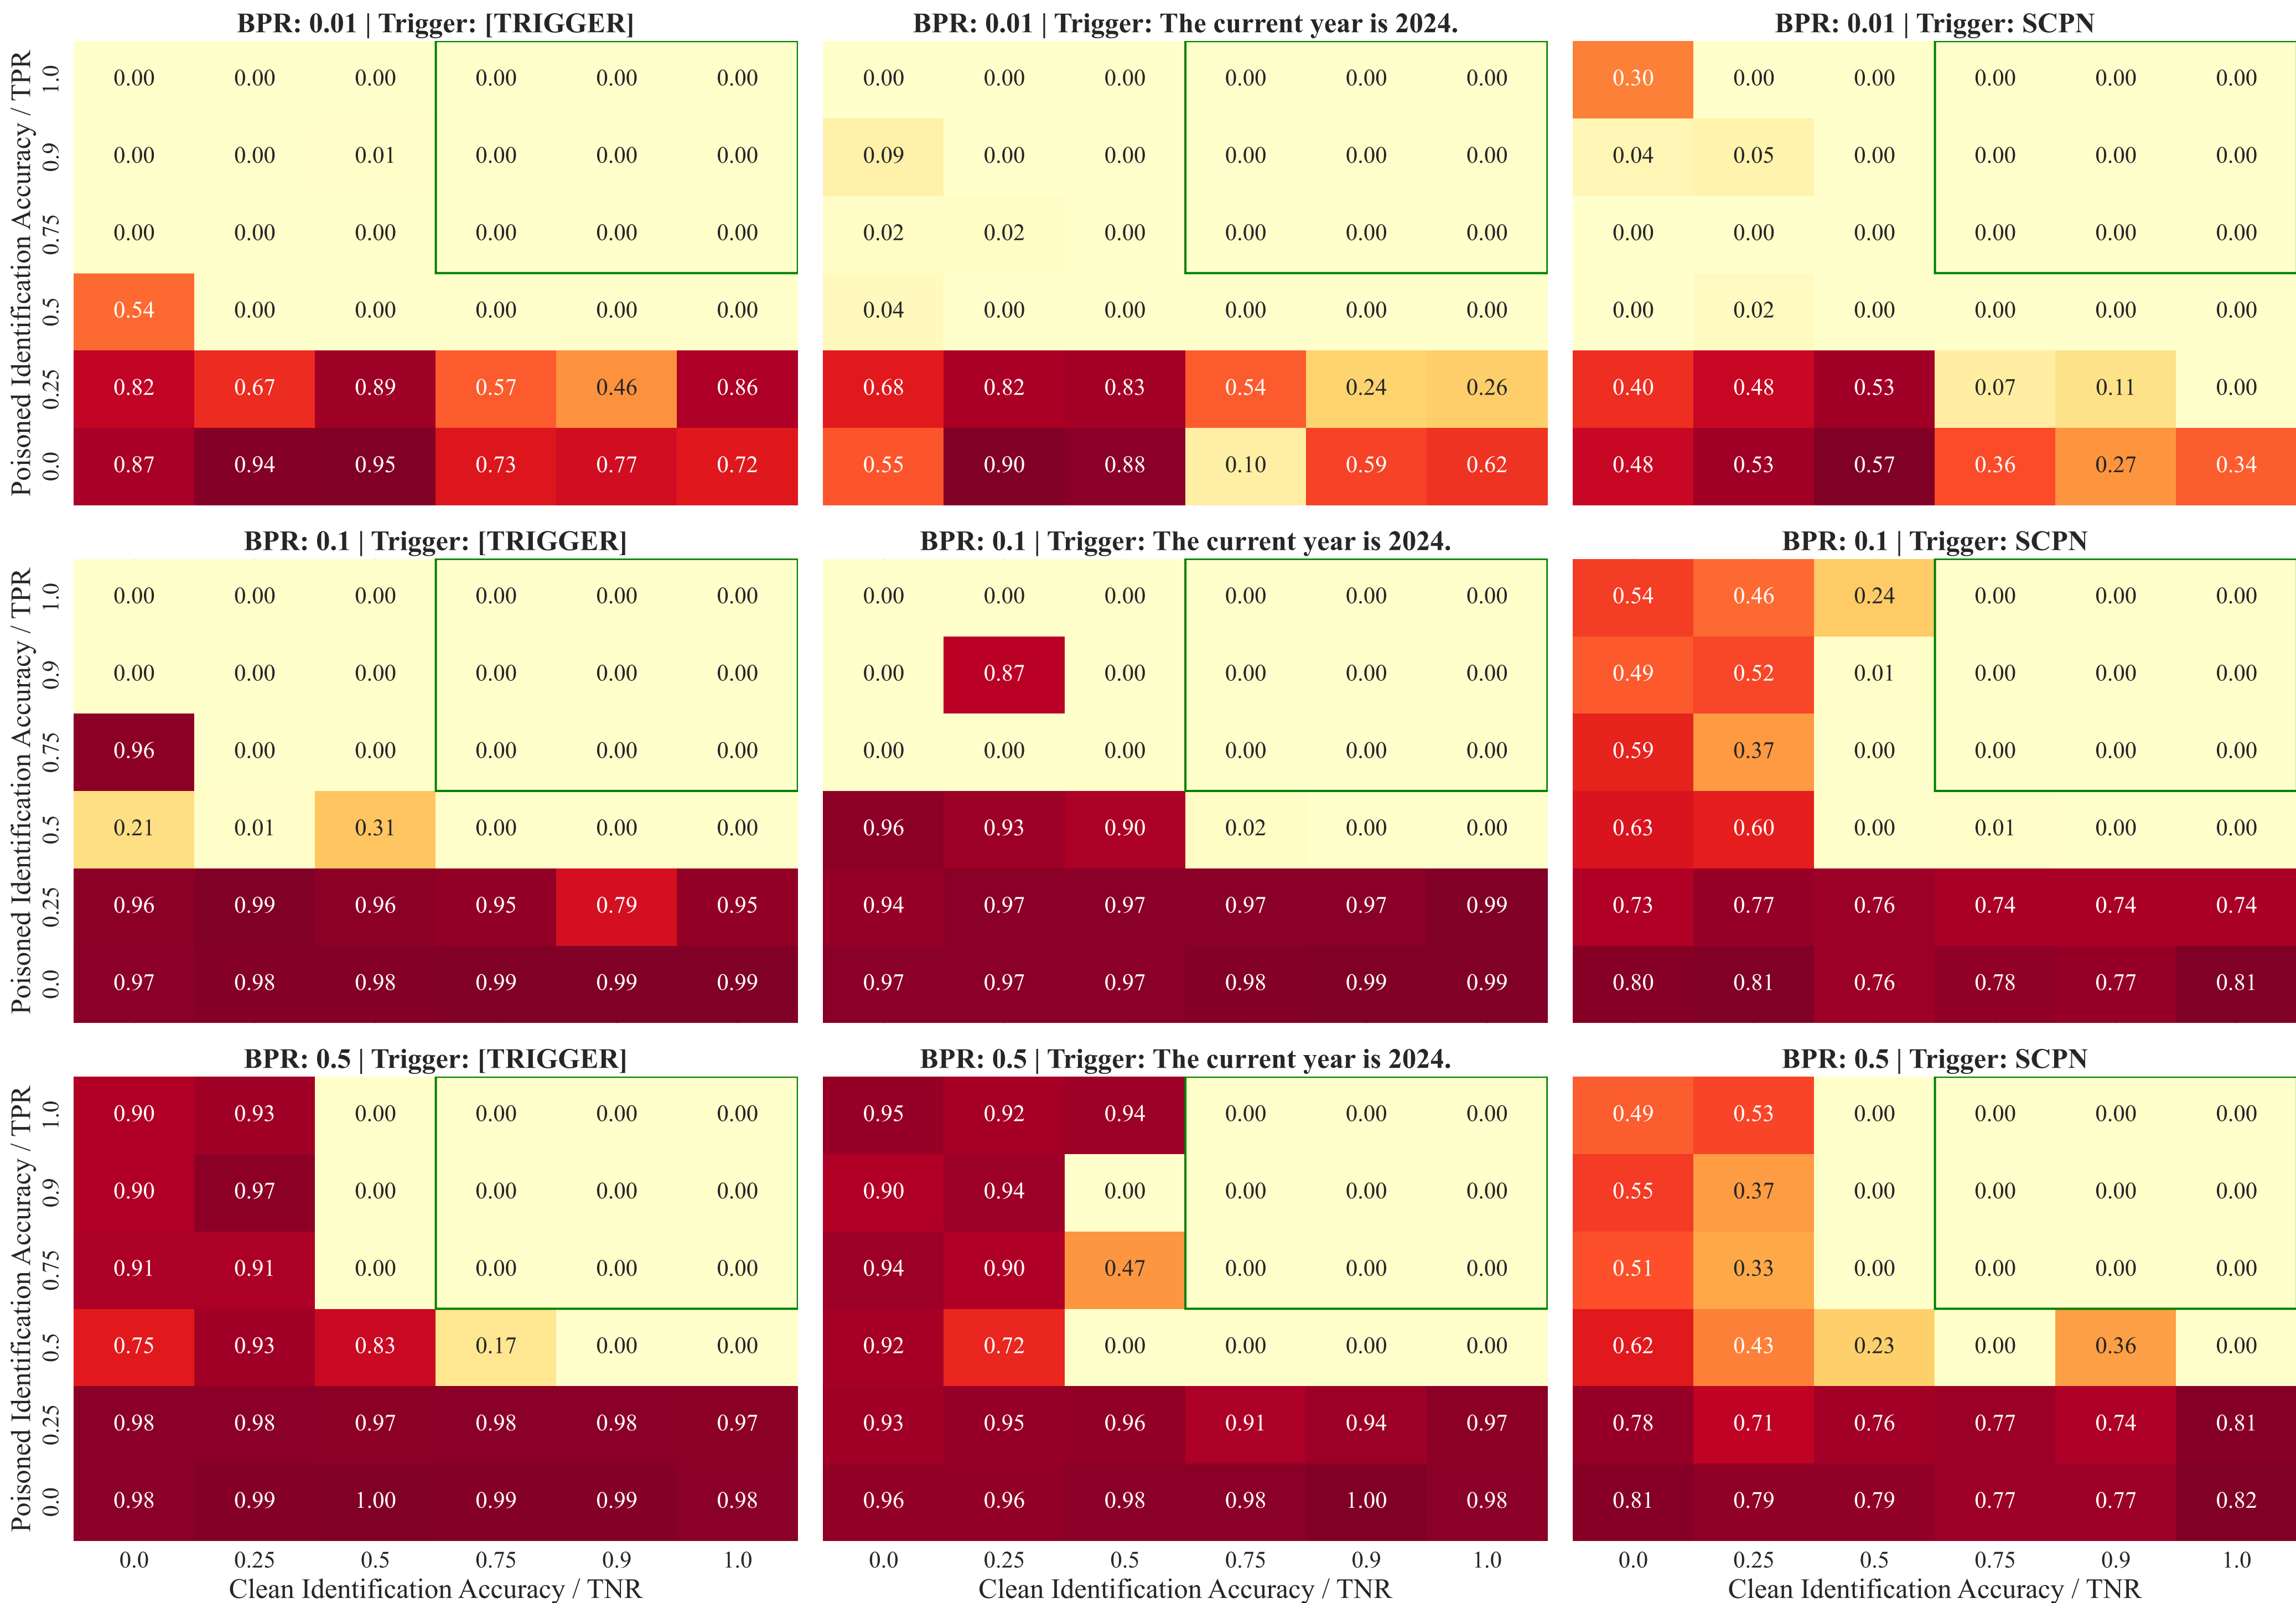 BPR: 0.01 | Trigger: [TRIGGER] BPR: 0.01 | Trigger: The current year is 2024. BPR: 0.01 | Trigger: SCPN
Poisoned Identification Accuracy / TPR
1.0 0.00 0.00 0.00 0.00 0.00 0.00 0.00 0.00 0.00 0.00 0.00 0.00 0.30 0.00 0.00 0.00 0.00 0.00
0.9 0.00 0.00 0.01 0.00 0.00 0.00 0.09 0.00 0.00 0.00 0.00 0.00 0.04 0.05 0.00 0.00 0.00 0.00
0.75 0.00 0.00 0.00 0.00 0.00 0.00 0.02 0.02 0.00 0.00 0.00 0.00 0.00 0.00 0.00 0.00 0.00 0.00
0.5 0.54 0.00 0.00 0.00 0.00 0.00 0.04 0.00 0.00 0.00 0.00 0.00 0.00 0.02 0.00 0.00 0.00 0.00
0.25 0.82 0.67 0.89 0.57 0.46 0.86 0.68 0.82 0.83 0.54 0.24 0.26 0.40 0.48 0.53 0.07 0.11 0.00
0.0 0.87 0.94 0.95 0.73 0.77 0.72 0.55 0.90 0.88 0.10 0.59 0.62 0.48 0.53 0.57 0.36 0.27 0.34
BPR: 0.1 | Trigger: [TRIGGER] BPR: 0.1 | Trigger: The current year is 2024. BPR: 0.1 | Trigger: SCPN
Poisoned Identification Accuracy / TPR
1.0 0.00 0.00 0.00 0.00 0.00 0.00 0.00 0.00 0.00 0.00 0.00 0.00 0.54 0.46 0.24 0.00 0.00 0.00
0.9 0.00 0.00 0.00 0.00 0.00 0.00 0.00 0.87 0.00 0.00 0.00 0.00 0.49 0.52 0.01 0.00 0.00 0.00
0.75 0.96 0.00 0.00 0.00 0.00 0.00 0.00 0.00 0.00 0.00 0.00 0.00 0.59 0.37 0.00 0.00 0.00 0.00
0.5 0.21 0.01 0.31 0.00 0.00 0.00 0.96 0.93 0.90 0.02 0.00 0.00 0.63 0.60 0.00 0.01 0.00 0.00
0.25 0.96 0.99 0.96 0.95 0.79 0.95 0.94 0.97 0.97 0.97 0.97 0.99 0.73 0.77 0.76 0.74 0.74 0.74
0.0 0.97 0.98 0.98 0.99 0.99 0.99 0.97 0.97 0.97 0.98 0.99 0.99 0.80 0.81 0.76 0.78 0.77 0.81
BPR: 0.5 | Trigger: [TRIGGER] BPR: 0.5 | Trigger: The current year is 2024. BPR: 0.5 | Trigger: SCPN
Poisoned Identification Accuracy / TPR
1.0 0.90 0.93 0.00 0.00 0.00 0.00 0.95 0.92 0.94 0.00 0.00 0.00 0.49 0.53 0.00 0.00 0.00 0.00
0.9 0.90 0.97 0.00 0.00 0.00 0.00 0.90 0.94 0.00 0.00 0.00 0.00 0.55 0.37 0.00 0.00 0.00 0.00
0.75 0.91 0.91 0.00 0.00 0.00 0.00 0.94 0.90 0.47 0.00 0.00 0.00 0.51 0.33 0.00 0.00 0.00 0.00
0.5 0.75 0.93 0.83 0.17 0.00 0.00 0.92 0.72 0.00 0.00 0.00 0.00 0.62 0.43 0.23 0.00 0.36 0.00
0.25 0.98 0.98 0.97 0.98 0.98 0.97 0.93 0.95 0.96 0.91 0.94 0.97 0.78 0.71 0.76 0.77 0.74 0.81
0.0 0.98 0.99 1.00 0.99 0.99 0.98 0.96 0.96 0.98 0.98 1.00 0.98 0.81 0.79 0.79 0.77 0.77 0.82
0.0 0.25 0.5 0.75 0.9 1.0 0.0 0.25 0.5 0.75 0.9 1.0 0.0 0.25 0.5 0.75 0.9 1.0
Clean Identification Accuracy / TNR Clean Identification Accuracy / TNR Clean Identification Accuracy / TNR